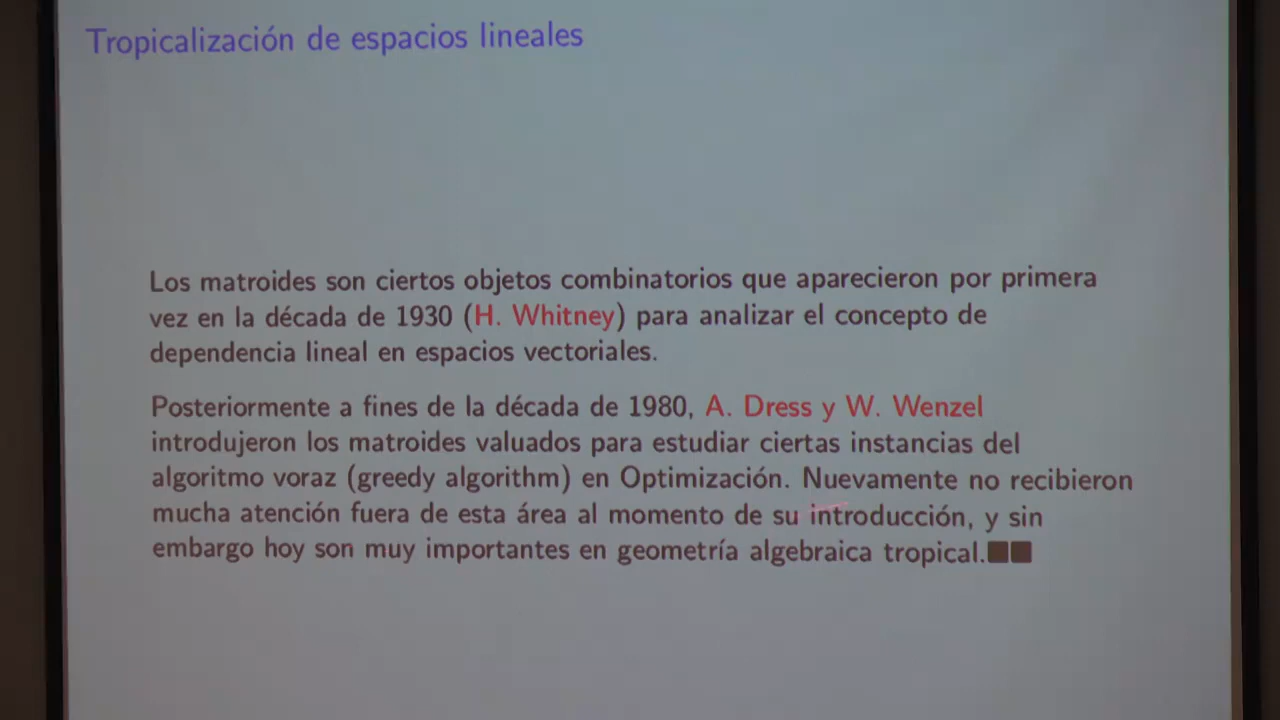 Tropicalización de espacios lineales
Los matroides son ciertos objetos combinatorios que aparecieron por primera
vez en la década de 1930 (H. Whitney) para analizar el concepto de
dependencia lineal en espacios vectoriales.
Posteriormente a fines de la década de 1980, A. Dress y W. Wenzel
introdujeron los matroides valuados para estudiar ciertas instancias del
algoritmo voraz (greedy algorithm) en Optimización. Nuevamente no recibieron
mucha atención fuera de esta área al momento de su introducción, y sin
embargo hoy son muy importantes en geometría algebraica tropical.■■